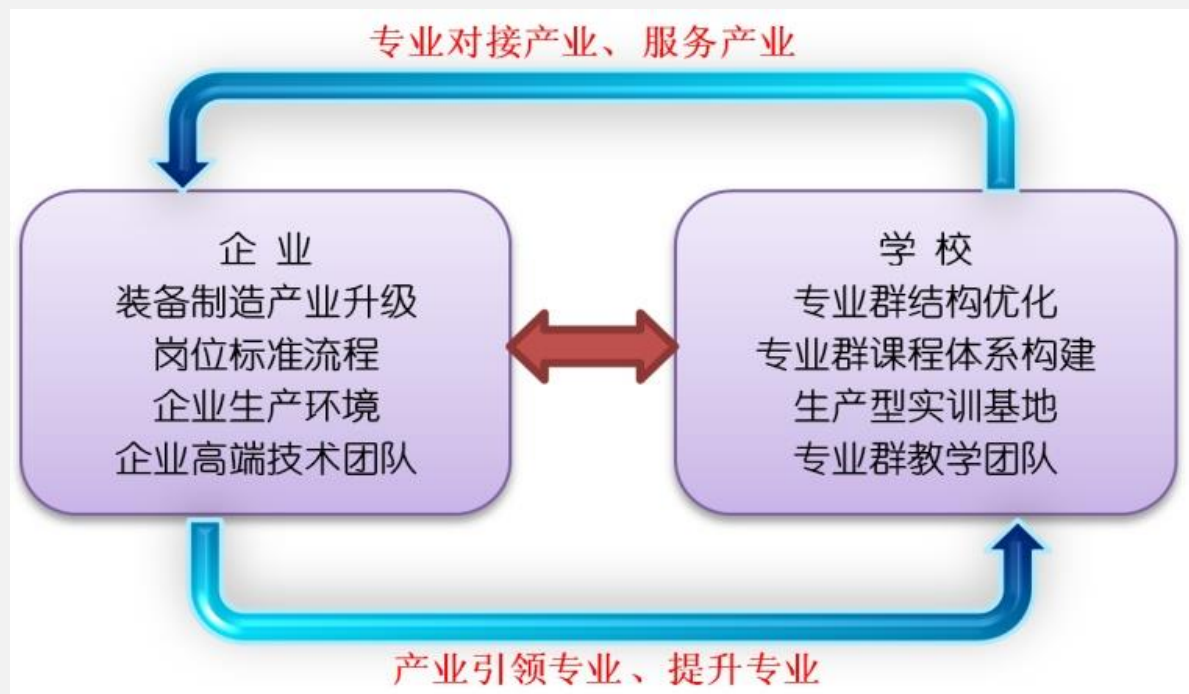 专业对接产业、服务产业
企 业
装备制造产业升级
岗位标准流程
企业生产环境
企业高端技术团队
学 校
专业群结构优化
专业群课程体系构建
生产型实训基地
专业群教学团队
产业引领专业、提升专业